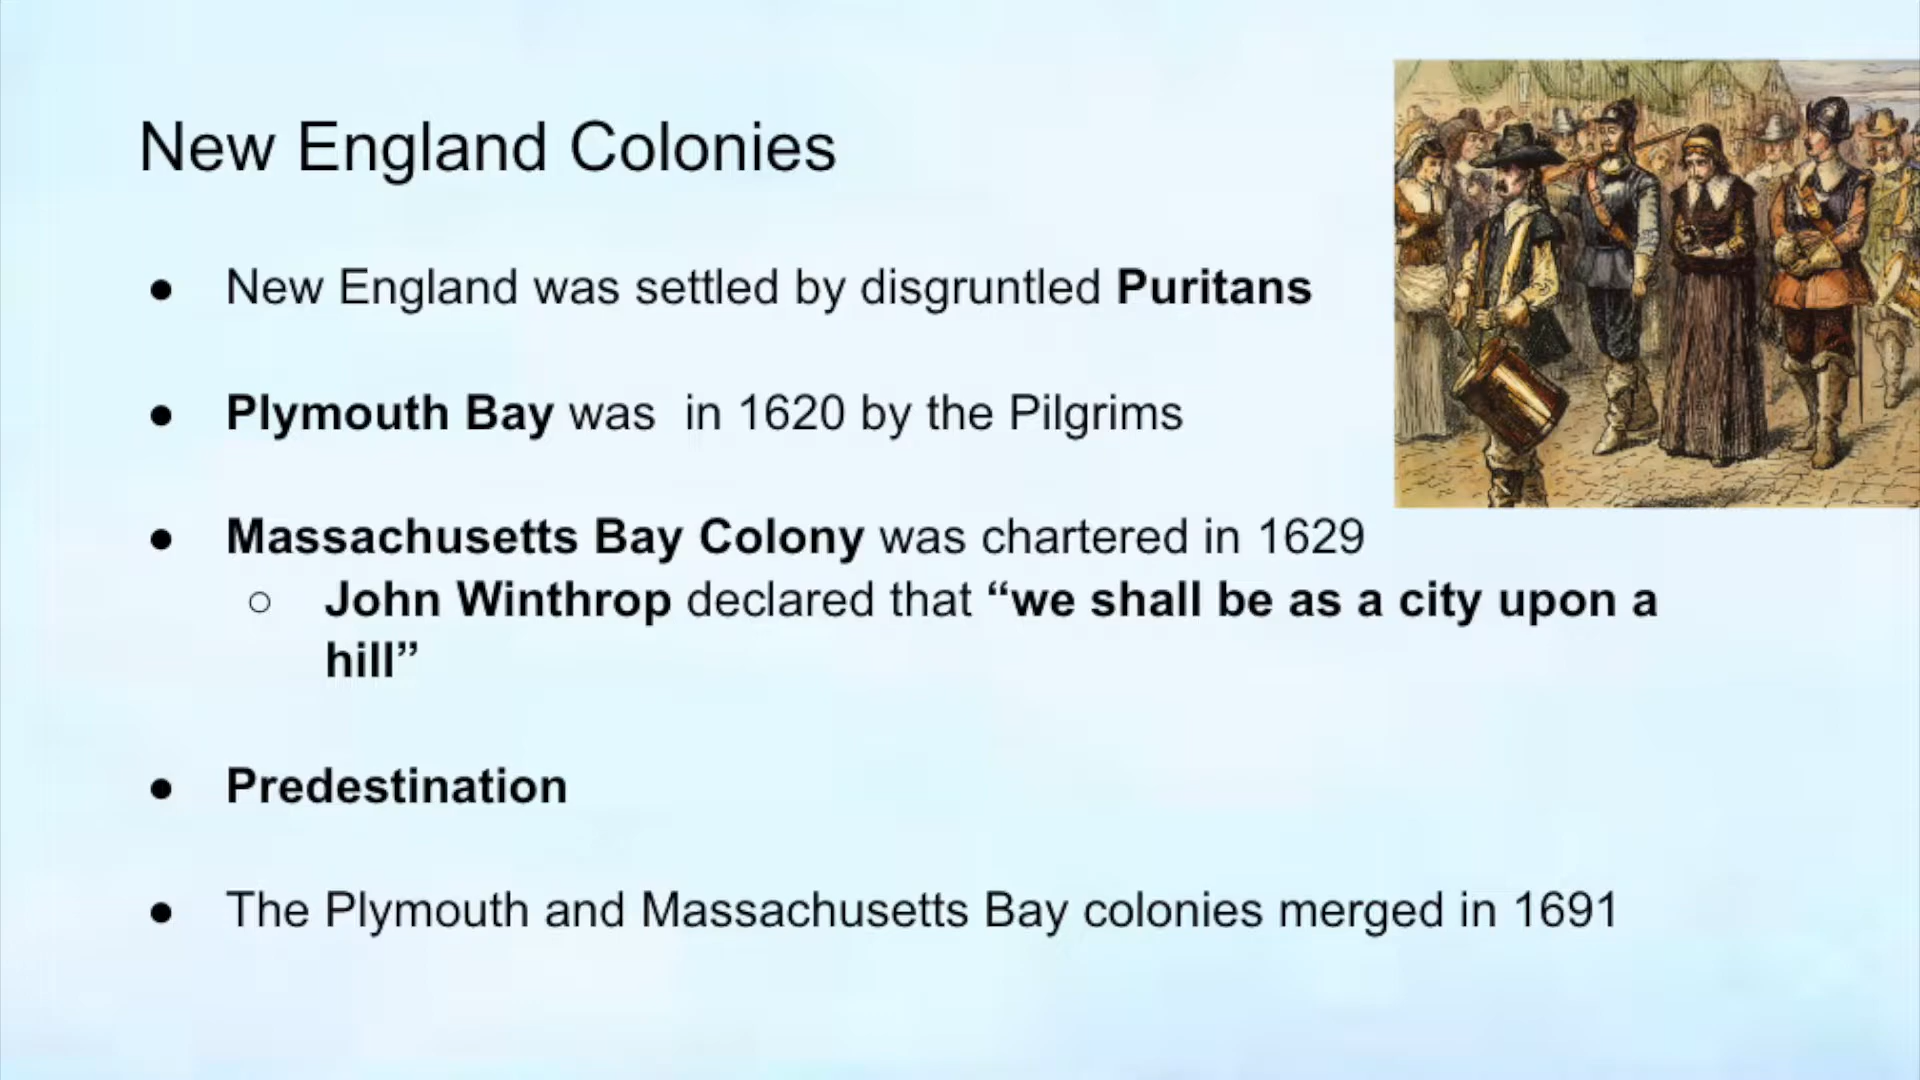 New England Colonies
● New England was settled by disgruntled Puritans
● Plymouth Bay was  in 1620 by the Pilgrims
● Massachusetts Bay Colony was chartered in 1629
○ John Winthrop declared that “we shall be as a city upon a
hill”
● Predestination
● The Plymouth and Massachusetts Bay colonies merged in 1691